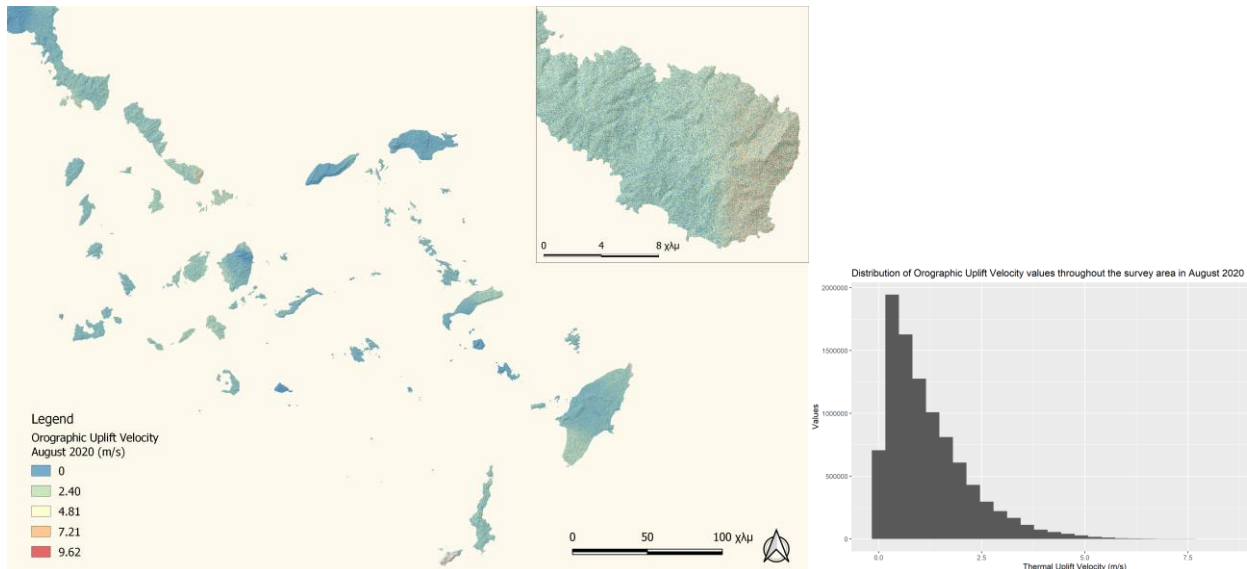 0 4 8 χλμ
Legend
Orographic Uplift Velocity
August 2020 (m/s)
0
2.40
4.81
7.21
9.62
0 50 100 χλμ
Distribution of Orographic Uplift Velocity values throughout the survey area in August 2020
2000000
1500000
1000000
500000
0
Values
0.0 2.5 5.0 7.5
Thermal Uplift Velocity (m/s)